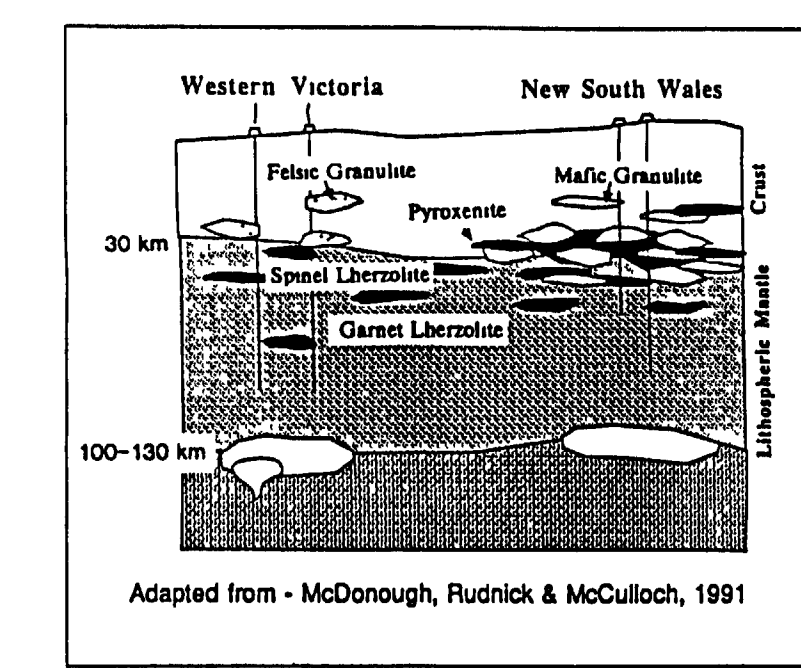 Western Victoria
New South Wales
Felsic Granulite
Mafic Granulite
Pyroxenite
Crust
30 km
Spinel Lherzolite
Garnet Lherzolite
Lithospheric Mantle
100-130 km
Adapted from - McDonough, Rudnick & McCulloch, 1991